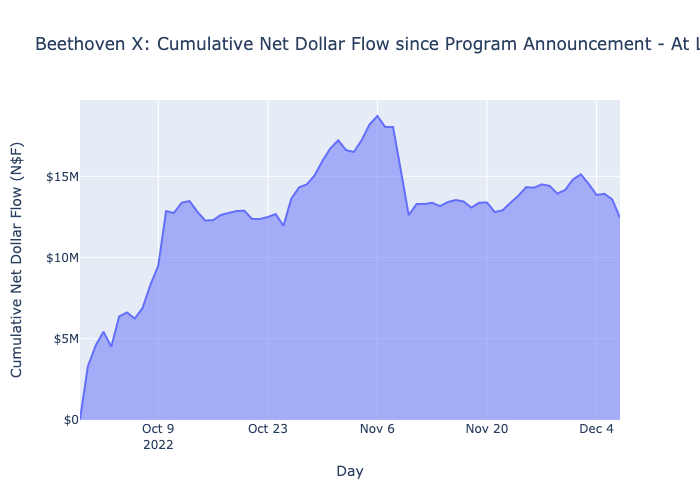 Beethoven X: Cumulative Net Dollar Flow since Program Announcement - At L
Cumulative Net Dollar Flow (N$F)
$15M
$10M
$5M
$0
Oct 9
2022
Oct 23
Nov 6
Nov 20
Dec 4
Day